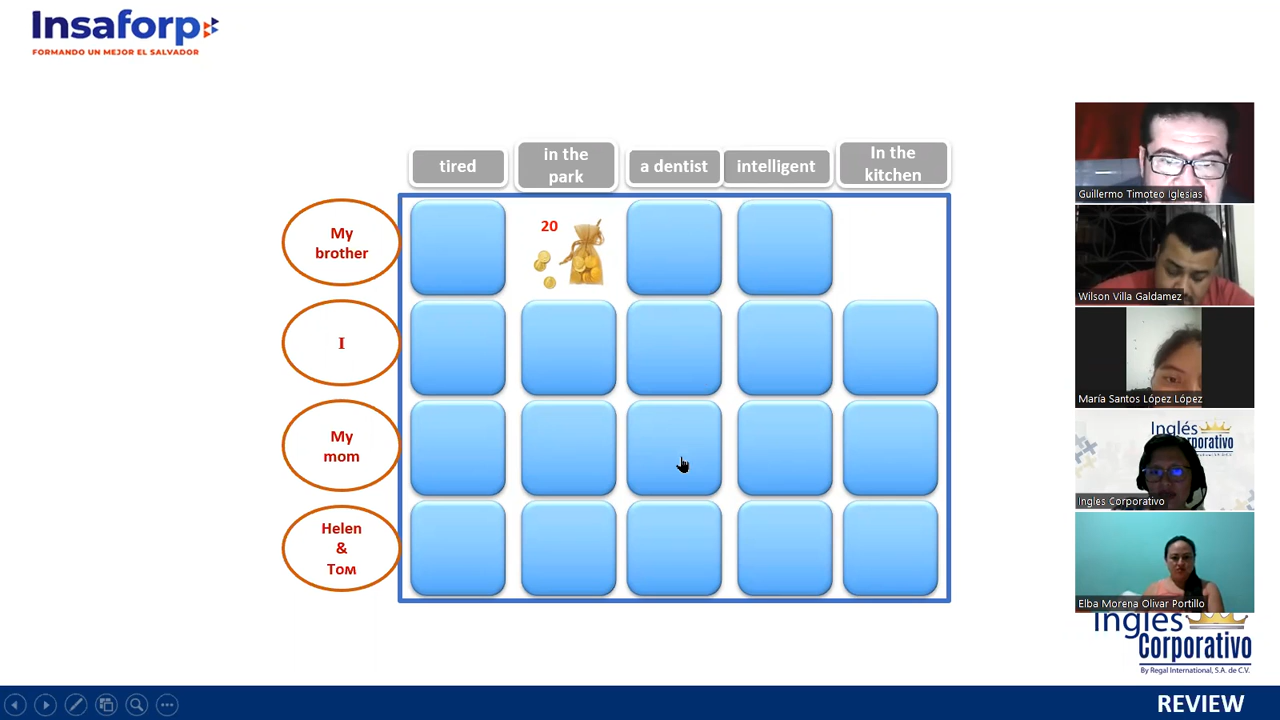 Insaforp
FORMANDO UN MEJOR EL SALVADOR
tired
in the
park
a dentist
intelligent
In the
kitchen
My
brother
20
I
My
mom
Helen
&
Tom
Guillermo Timoteo Iglesias
Wilson Villa Galdamez
María Santos López López
Inglés
Corporativo
Ingles Corporativo
Elba Morena Olivar Portillo
Inglés
Corporativo
By Regal International, S.A. de C.V.
REVIEW